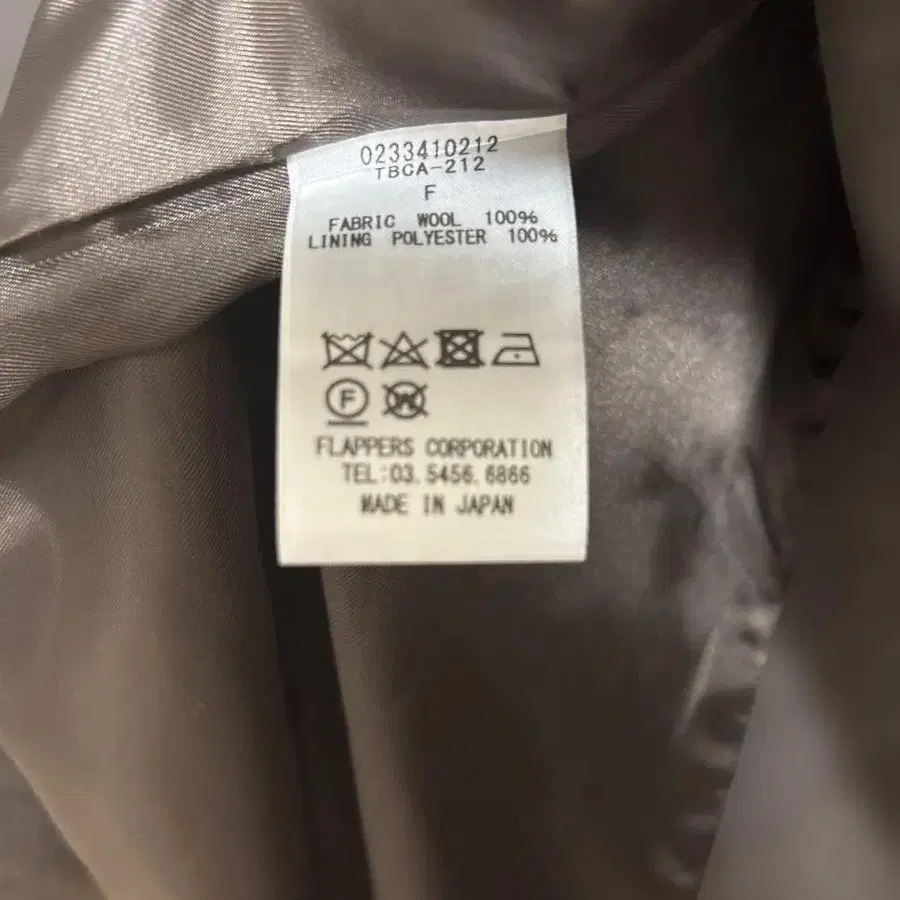 0233410212
TBCA-212
F
FABRIC WOOL 100%
LINING POLYESTER 100%
F
W
FLAPPERS CORPORATION
TEL:03.5456.6866
MADE IN JAPAN